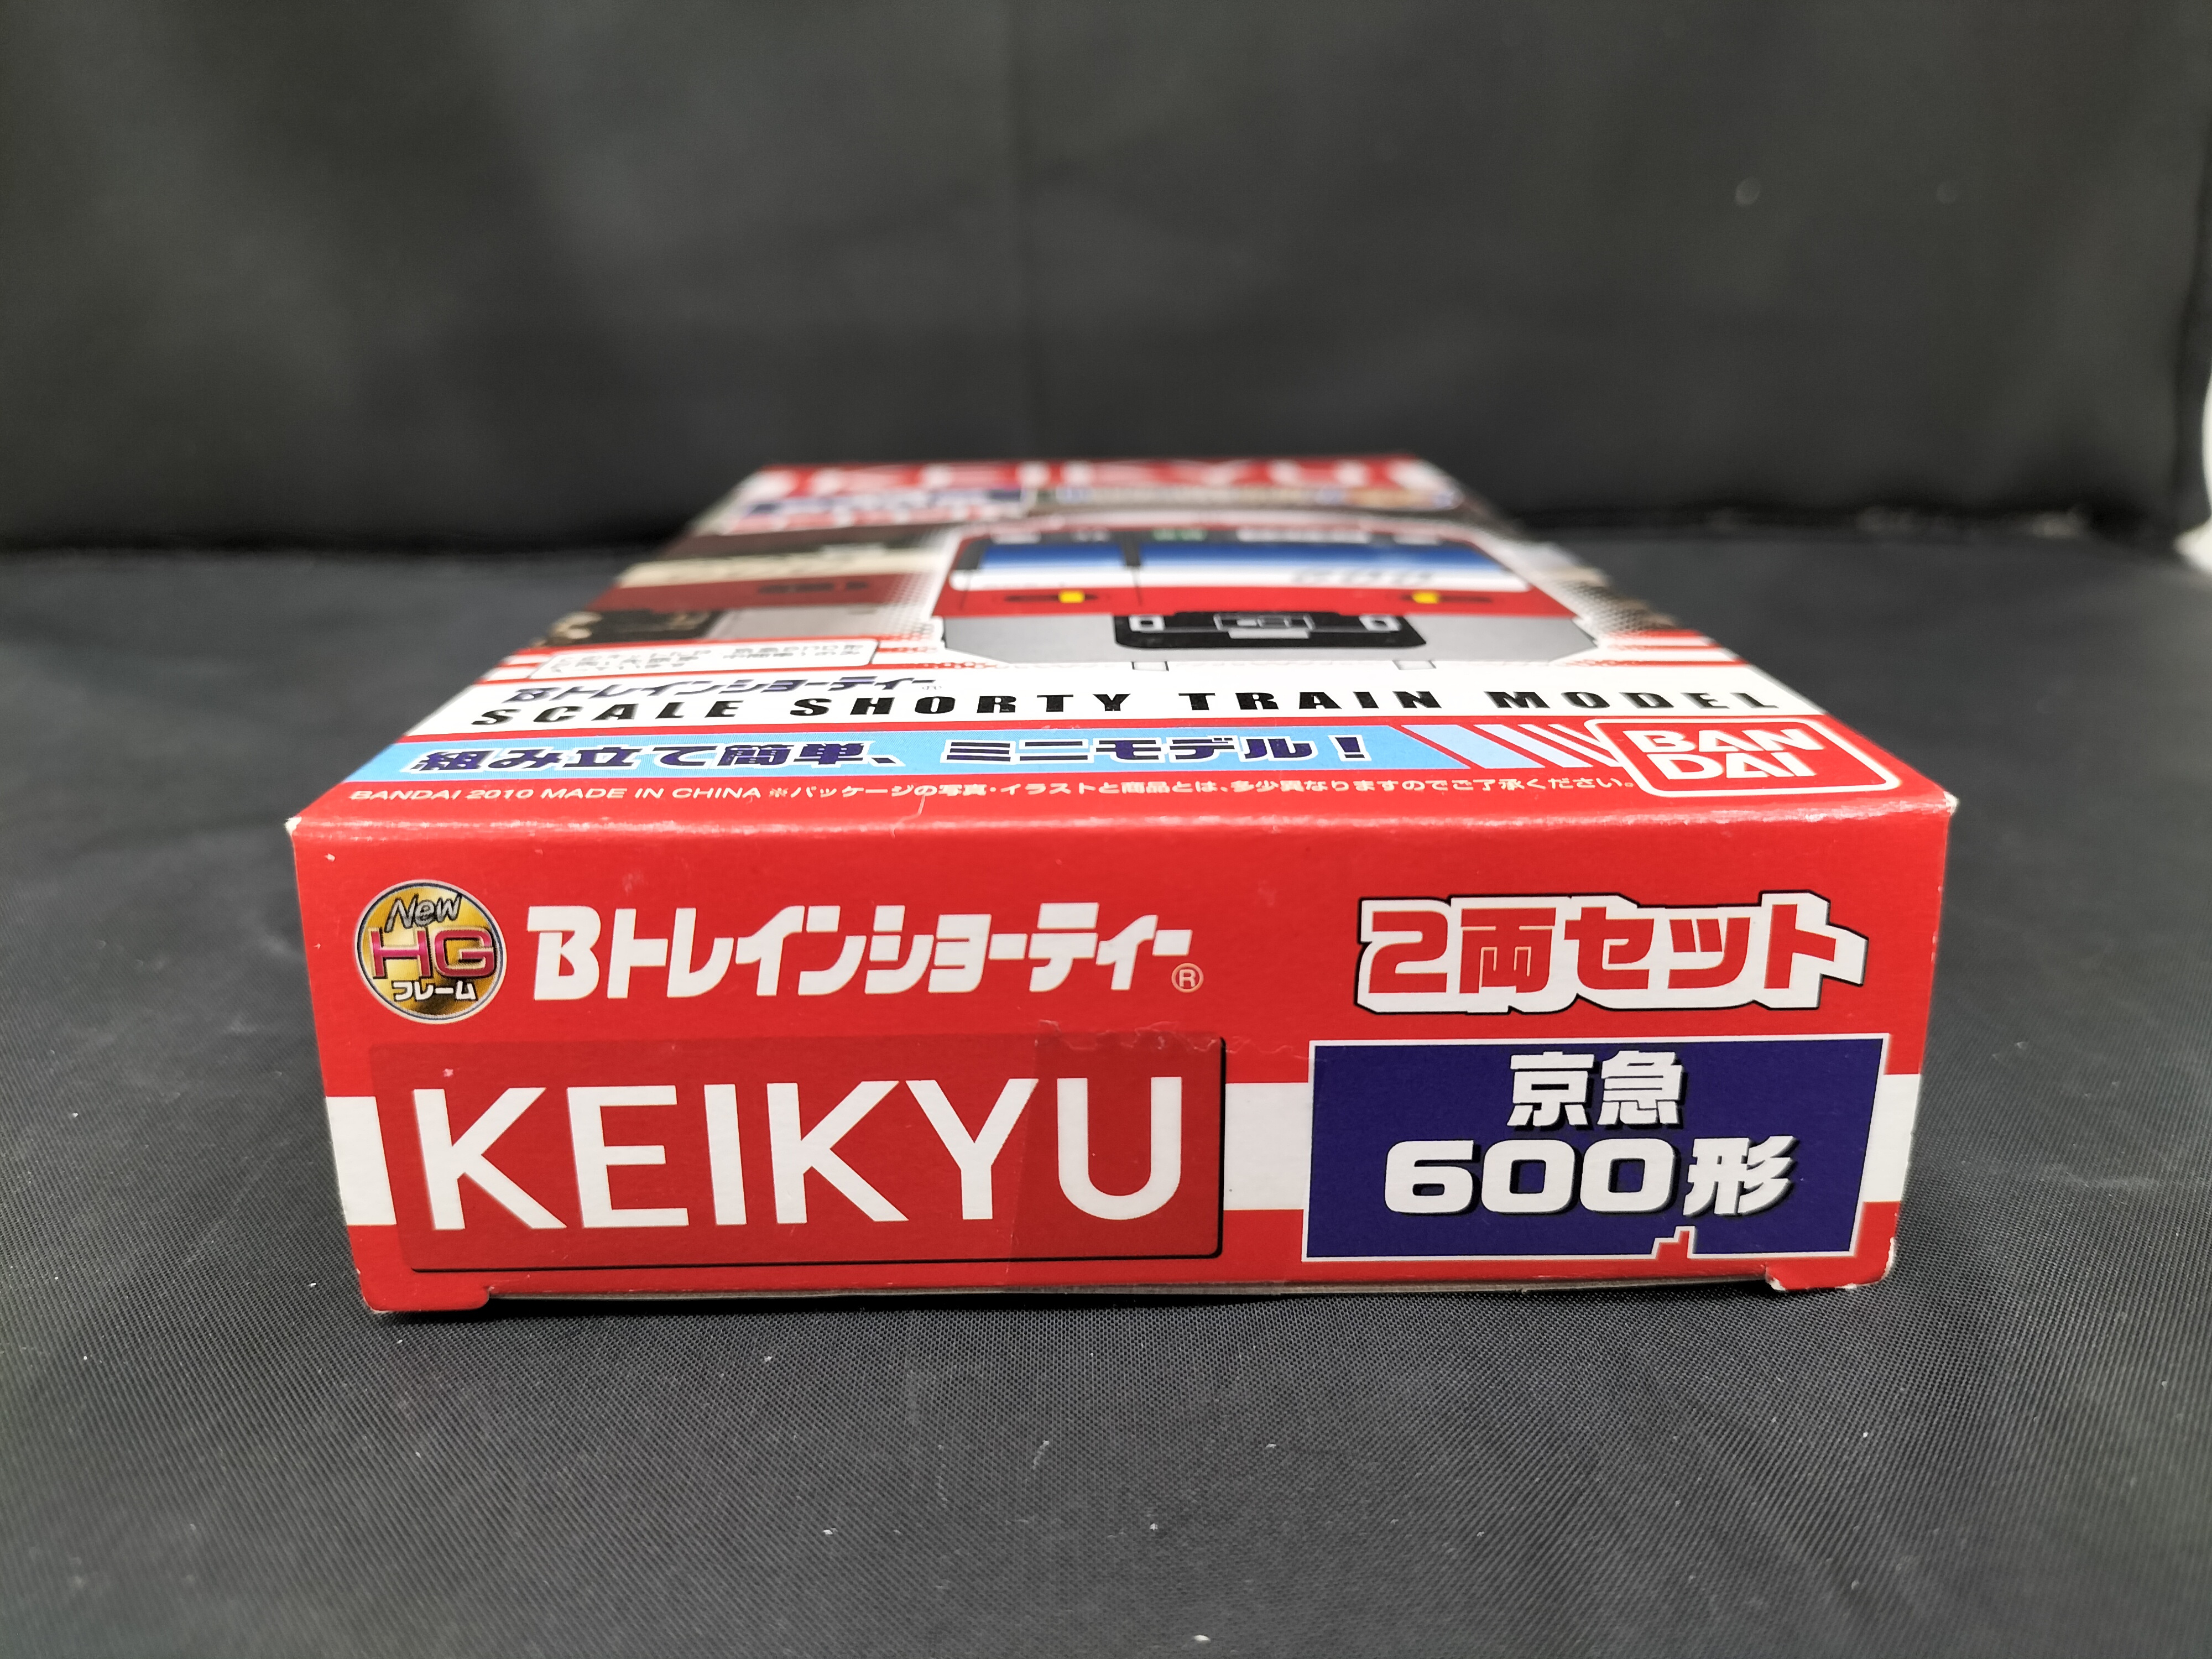 KEIKYU
600
Bトレインショーティー
SCALE SHORTY TRAIN MODEL
組み立て簡単、ミニモデル!
BAN
DAI
BANDAI 2010 MADE IN CHINA ※パッケージの写真・イラストと商品とは、多少異なりますのでご了承ください。
New
HG
フレーム
Bトレインショーティー®
2両セット
KEIKYU
京急
600形